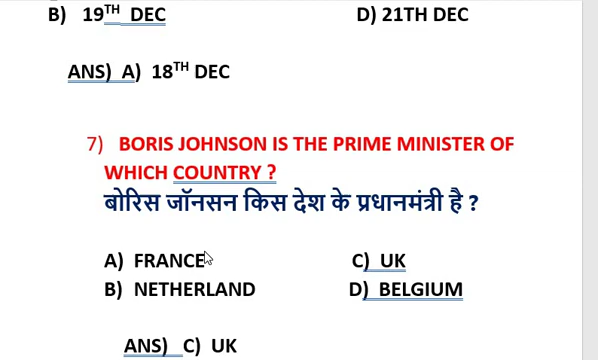 B) 19TH DEC D) 21TH DEC
ANS) A) 18TH DEC
7) BORIS JOHNSON IS THE PRIME MINISTER OF
WHICH COUNTRY ?
बोरिस जॉनसन किस देश के प्रधानमंत्री है ?
A) FRANCE C) UK
B) NETHERLAND D) BELGIUM
ANS) C) UK